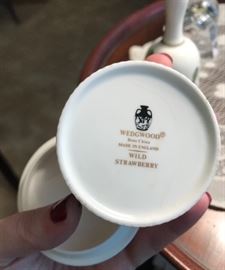 WEDGWOOD®
Bone China
MADE IN ENGLAND
WILD
STRAWBERRY